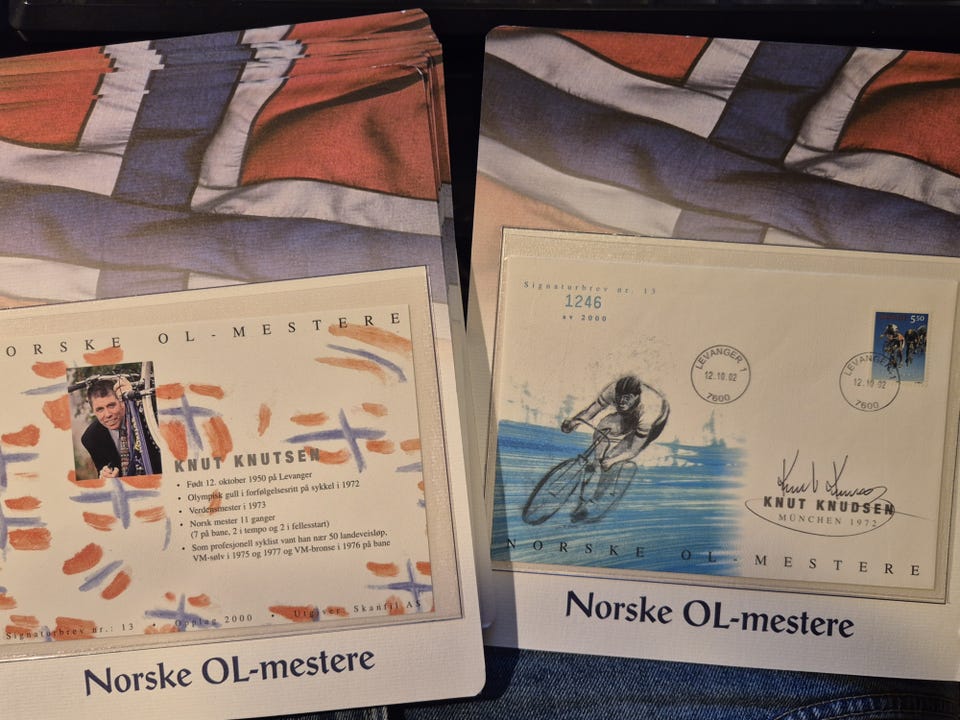 NORSKE OL-MESTERE
KNUT KNUTSEN
• Født 12. oktober 1950 på Levanger
• Olympisk gull i forfølgelsesritt på sykkel i 1972
• Verdensmester i 1973
• Norsk mester 11 ganger
(7 på bane, 2 i tempo og 2 i fellesstart)
• Som profesjonell syklist vant han nær 50 landeveisløp,
VM-sølv i 1975 og 1977 og VM-bronse i 1976 på bane
Signaturbrev nr.: 13 • Opplag 2000 • Utgiver: Skanfil AS
Norske OL-mestere
Signaturbrev nr. 13
1246
av 2000
LEVANGER 1
12.10.02
7600
550
LEVANGER
12.10.02
7600
Knut Knudsen
KNUT KNUDSEN
MÜNCHEN 1972
NORSKE OL-MESTERE
Norske OL-mestere